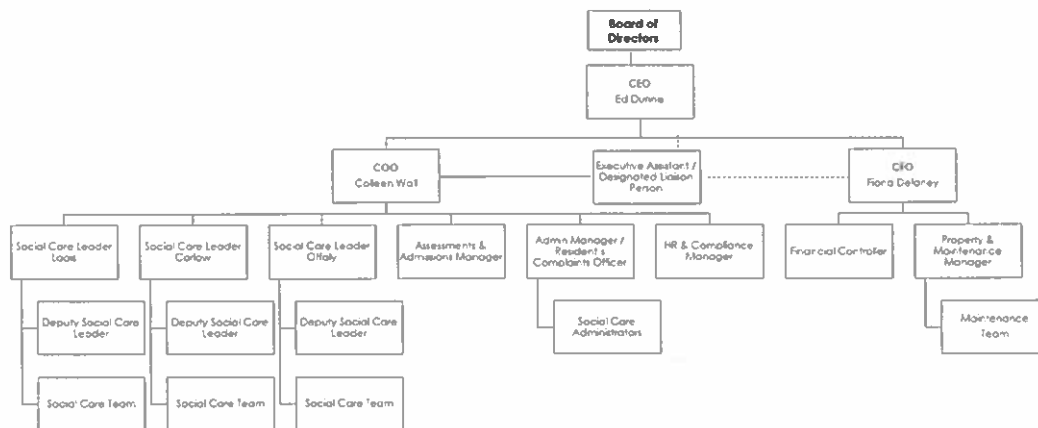 Board of
Directors
CEO
Ed Dunne
COO
Colleen Wall
Executive Assistant /
Designated Liaison
Person
CFO
Fiona Delaney
Social Care Leader
Laois
Social Care Leader
Carlow
Social Care Leader
Offaly
Assessments &
Admissions Manager
Admin Manager /
Resident s
Complaints Officer
HR & Compliance
Manager
Financial Controller
Property &
Maintenance
Manager
Deputy Social Care
Leader
Deputy Social Care
Leader
Deputy Social Care
Leader
Social Care
Administrators
Maintenance
Team
Social Care Team
Social Care Team
Social Care Team